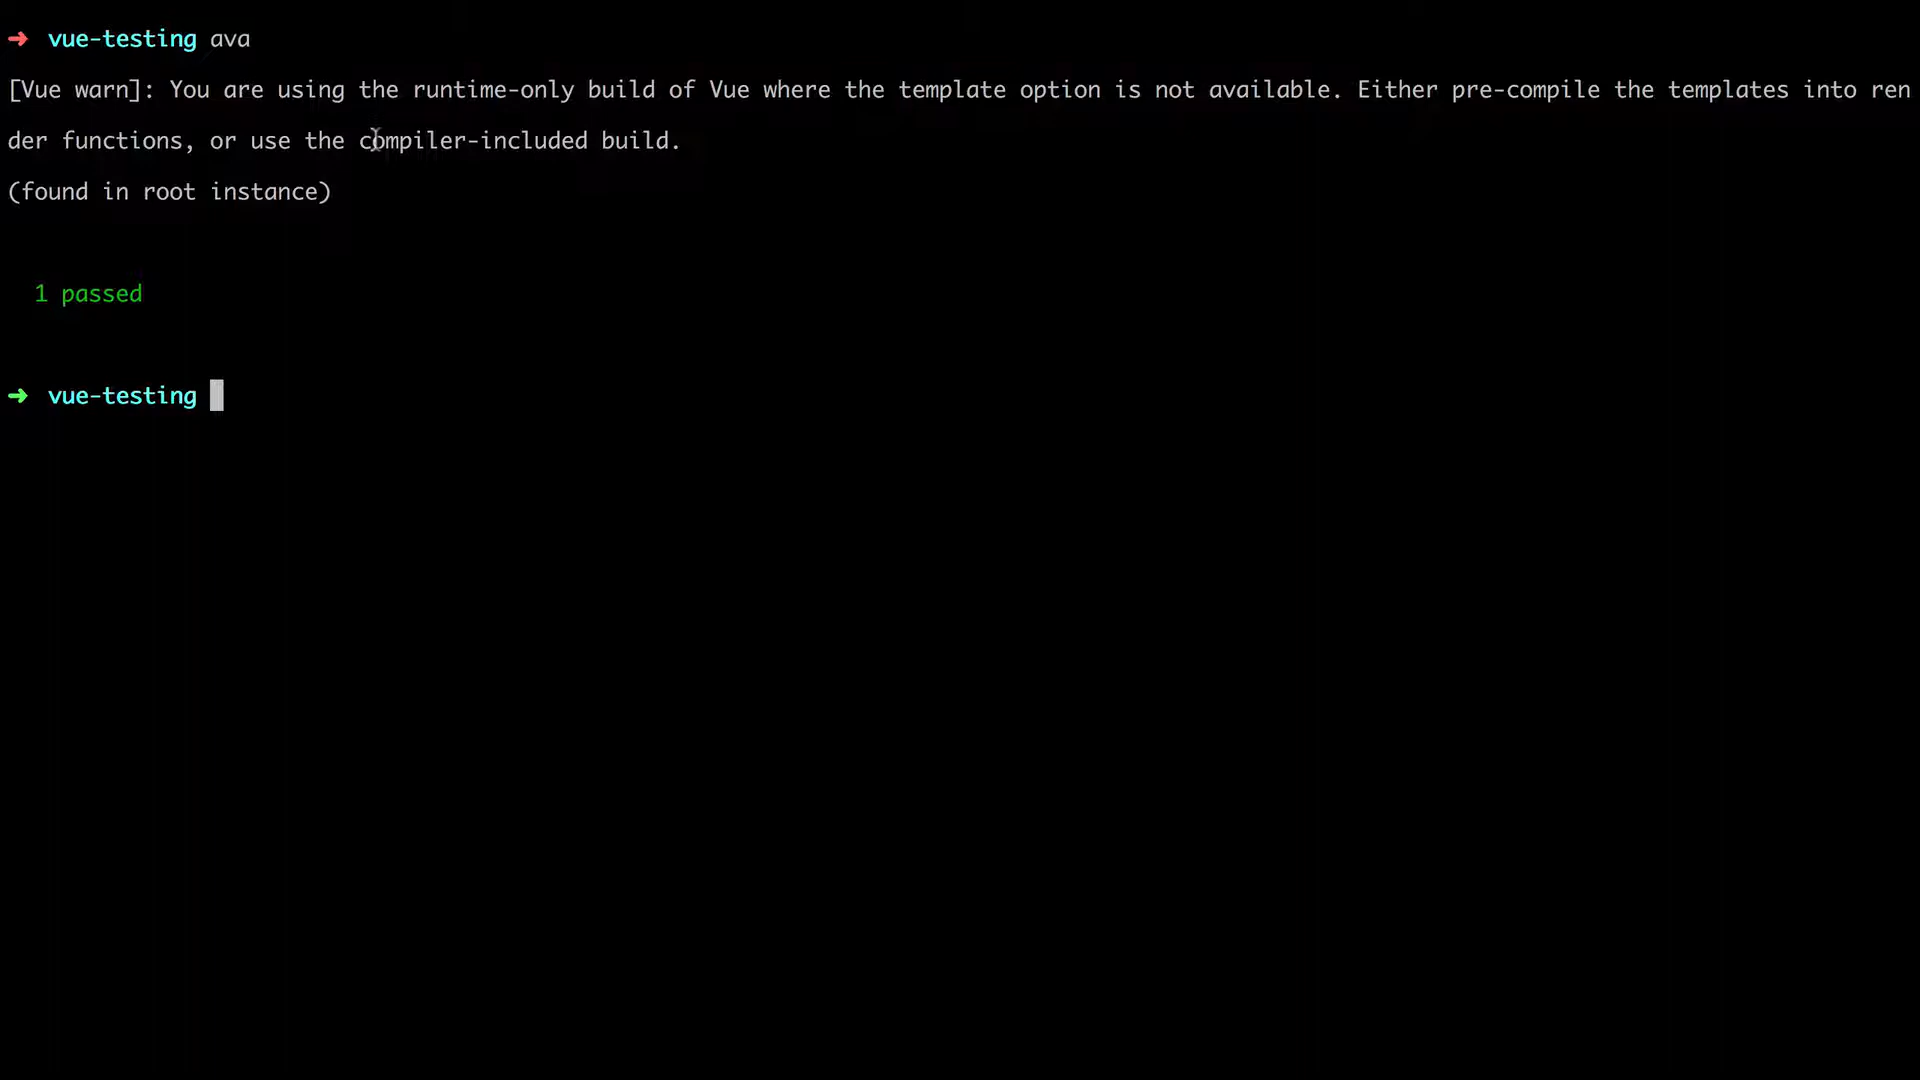 ➜ vue-testing ava
[Vue warn]: You are using the runtime-only build of Vue where the template option is not available. Either pre-compile the templates into ren
der functions, or use the compiler-included build.
(found in root instance)
1 passed
➜ vue-testing